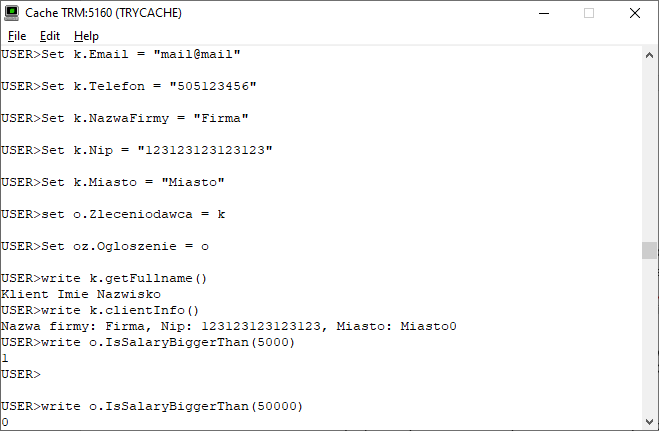 Cache TRM:5160 (TRYCACHE)
File Edit Help
USER>Set k.Email = "mail@mail"
USER>Set k.Telefon = "505123456"
USER>Set k.NazwaFirmy = "Firma"
USER>Set k.Nip = "123123123123123"
USER>Set k.Miasto = "Miasto"
USER>set o.Zleceniodawca = k
USER>Set oz.Ogloszenie = o
USER>write k.getFullname()
Klient Imie Nazwisko
USER>write k.clientInfo()
Nazwa firmy: Firma, Nip: 123123123123123, Miasto: Miasto0
USER>write o.IsSalaryBiggerThan(5000)
1
USER>
USER>write o.IsSalaryBiggerThan(50000)
0